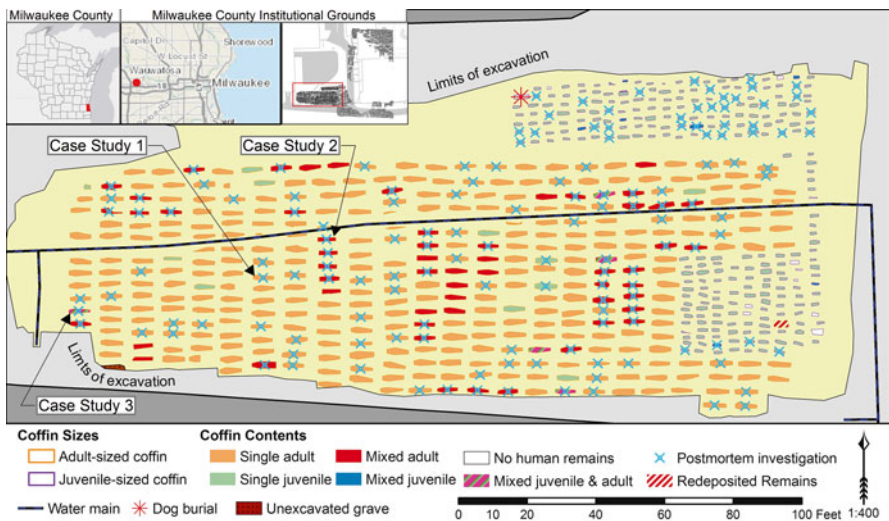 Milwaukee County
Milwaukee County Institutional Grounds
Capitol Dr
Shorewood
W Locust St
Wauwatosa
18
Milwaukee
Limits of excavation
Case Study 1
Case Study 2
Limits of excavation
Case Study 3
Coffin Sizes
Adult-sized coffin
Juvenile-sized coffin
Coffin Contents
Single adult
Mixed adult
Single juvenile
Mixed juvenile
No human remains
Mixed juvenile & adult
Postmortem investigation
Redeposited Remains
Water main
Dog burial
Unexcavated grave
0 10 20 40 60 80 100 Feet
1:400